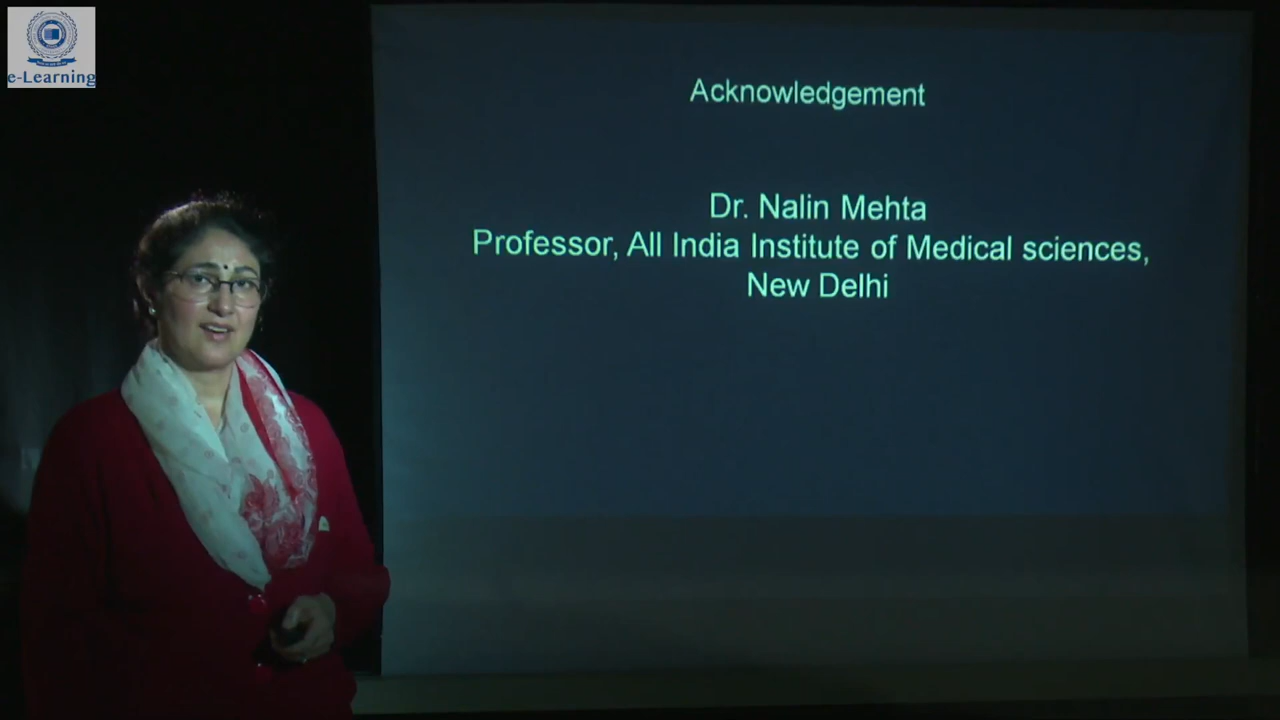 e-Learning
Acknowledgement
Dr. Nalin Mehta
Professor, All India Institute of Medical sciences,
New Delhi